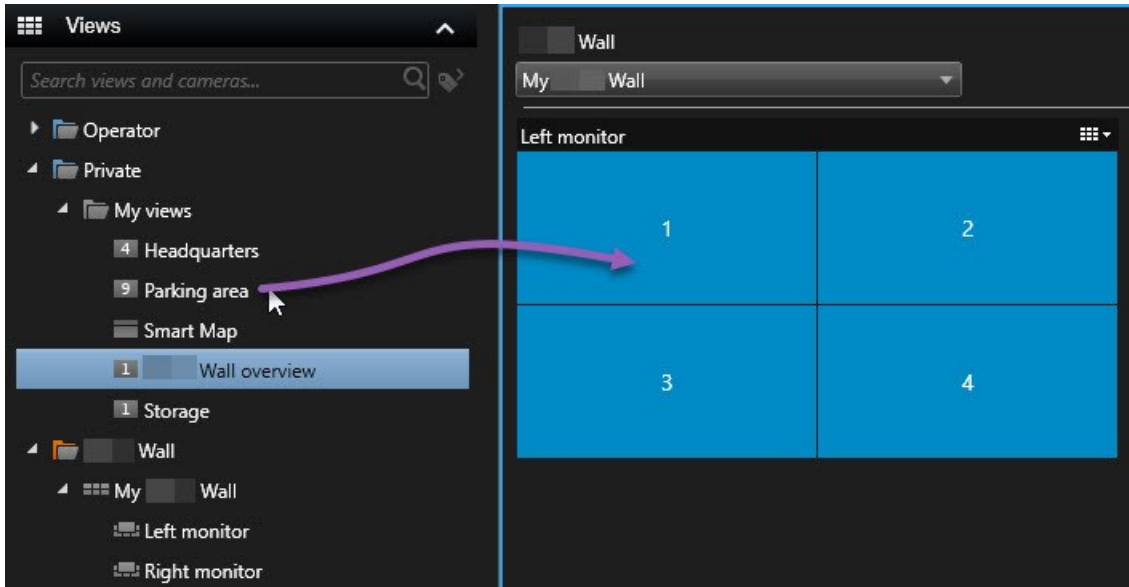 Views
Search views and cameras...
Operator
Private
My views
4 Headquarters
9 Parking area
Smart Map
1 Wall overview
1 Storage
Wall
My Wall
Left monitor
Right monitor
Wall
My Wall
Left monitor
1 2
3 4